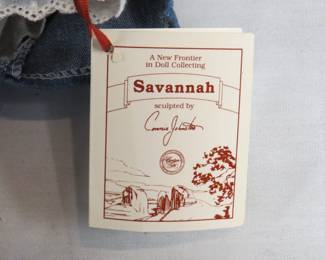 A New Frontier
in Doll Collecting
Savannah
sculpted by